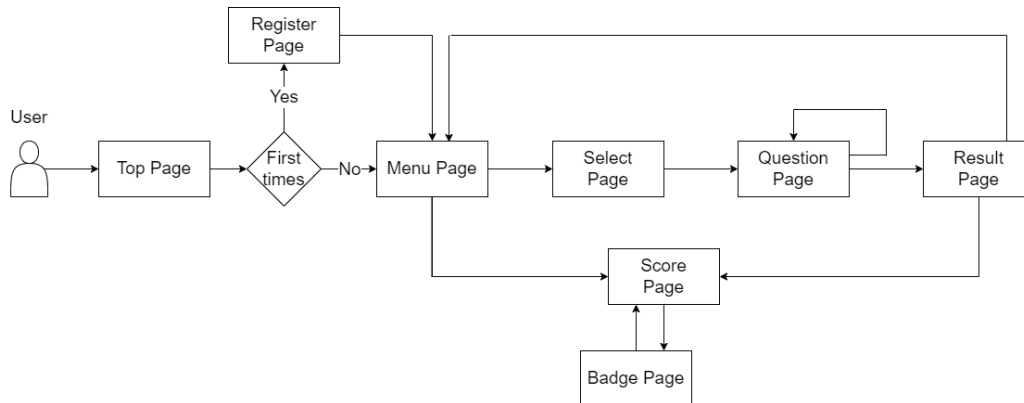 Register
Page
Yes
User
Top Page
First
times
No
Menu Page
Select
Page
Question
Page
Result
Page
Score
Page
Badge Page